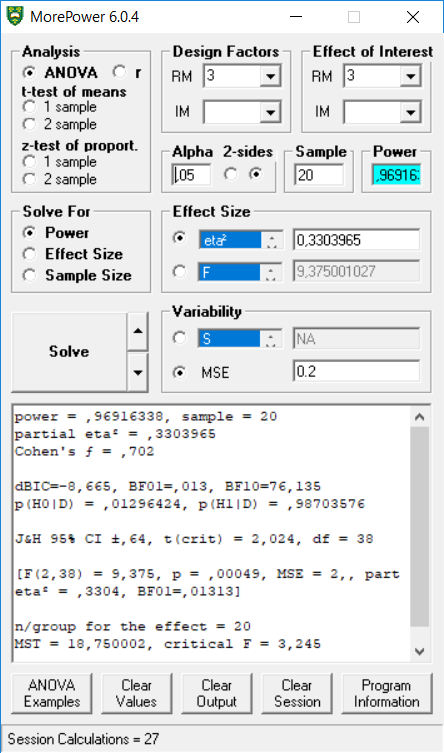 MorePower 6.0.4
Analysis
ANOVA r
t-test of means
1 sample
2 sample
z-test of proport.
1 sample
2 sample
Design Factors
RM 3
IM
Effect of Interest
RM 3
IM
Alpha 2-sides
.05
Sample
20
Power
,96916
Solve For
Power
Effect Size
Sample Size
Effect Size
eta² 0,3303965
F 9,375001027
Solve
Variability
S NA
MSE 0.2
power = ,96916338, sample = 20
partial eta² = ,3303965
Cohen's ƒ = ,702
dBIC=-8,665, BF01=,013, BF10=76,135
p(H0|D) = ,01296424, p(H1|D) = ,98703576
J&H 95% CI ±,64, t(crit) = 2,024, df = 38
[F(2,38) = 9,375, p = ,00049, MSE = 2,, part
eta² = ,3304, BF01=,01313]
n/group for the effect = 20
MST = 18,750002, critical F = 3,245
ANOVA
Examples
Clear
Values
Clear
Output
Clear
Session
Program
Information
Session Calculations = 27